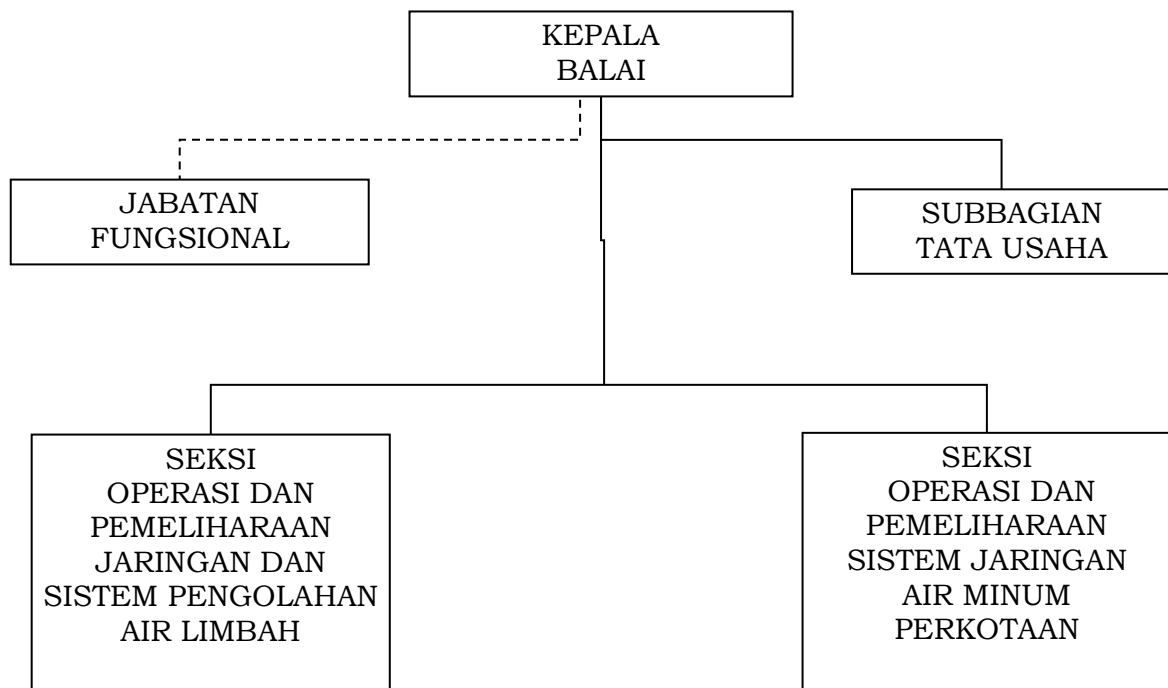 KEPALA
BALAI
JABATAN
FUNGSIONAL
SUBBAGIAN
TATA USAHA
SEKSI
OPERASI DAN
PEMELIHARAAN
JARINGAN DAN
SISTEM PENGOLAHAN
AIR LIMBAH
SEKSI
OPERASI DAN
PEMELIHARAAN
SISTEM JARINGAN
AIR MINUM
PERKOTAAN